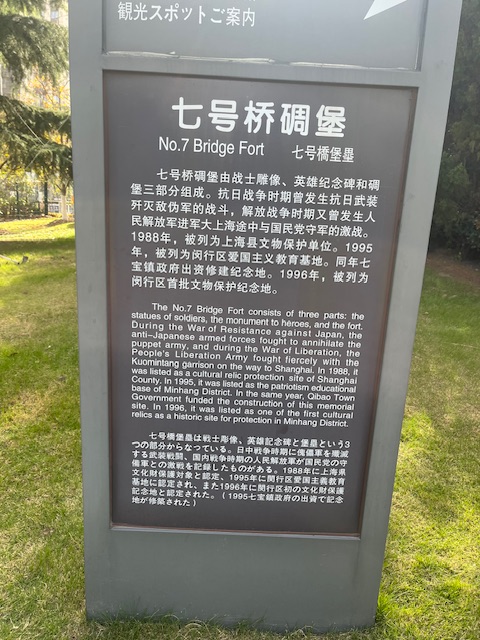 観光スポットご案内
七号桥碉堡
No.7 Bridge Fort 七号橋堡塁
七号桥碉堡由战士雕像、英雄纪念碑和碉
堡三部分组成。抗日战争时期曾发生抗日武装
歼灭敌伪军的战斗，解放战争时期又曾发生人
民解放军进军大上海途中与国民党守军的激战。
1988年，被列为上海县文物保护单位。1995
年，被列为闵行区爱国主义教育基地。同年七
宝镇政府出资修建纪念地。1996年，被列为
闵行区首批文物保护纪念地。
The No.7 Bridge Fort consists of three parts: the
statues of soldiers, the monument to heroes, and the fort.
During the War of Resistance against Japan, the
anti-Japanese armed forces fought to annihilate the
puppet army, and during the War of Liberation, the
People's Liberation Army fought fiercely with the
Kuomintang garrison on the way to Shanghai. In 1988, it
was listed as a cultural relic protection site of Shanghai
County. In 1995, it was listed as the patriotism educational
base of Minhang District. In the same year, Qibao Town
Government funded the construction of this memorial
site. In 1996, it was listed as one of the first cultural
relics as a historic site for protection in Minhang District.
七号橋堡塁は戦士彫像、英雄記念碑と堡塁という3
つの部分からなっている。日中戦争時期に傀儡軍を殲滅
する武装戦闘、国内戦争時期の人民解放軍が国民党の守
備軍との激戦を記録したものがある。1988年に上海県
文化財保護対象と認定、1995年に閔行区愛国主義教育
基地に認定され、また1996年に閔行区初の文化財保護
記念地と認定された。（1995七宝鎮政府の出資で記念
地が修築された）